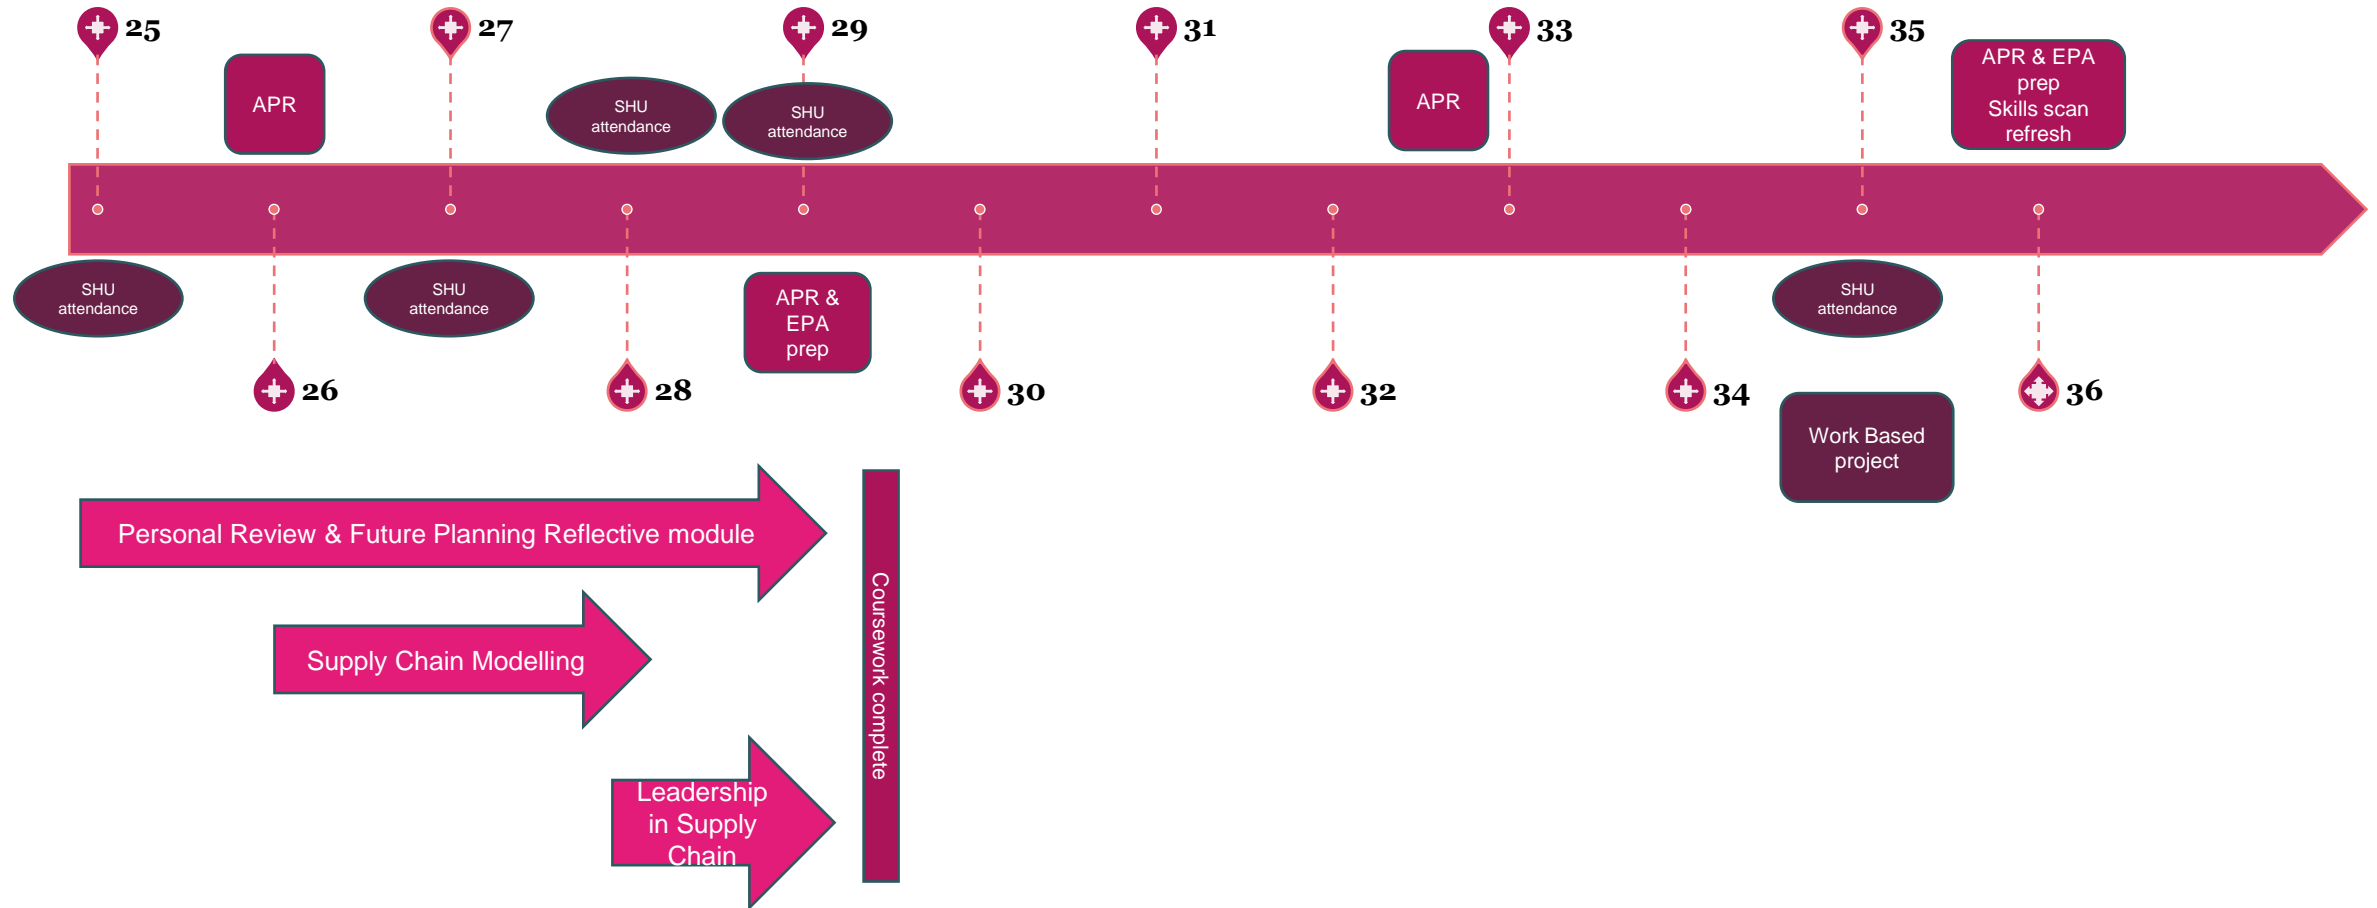 25
27
29
31
33
35
APR
SHU
attendance
SHU
attendance
APR
APR & EPA
prep
Skills scan
refresh
SHU
attendance
SHU
attendance
APR &
EPA
prep
SHU
attendance
26
28
30
32
34
36
Work Based
project
Personal Review & Future Planning Reflective module
Supply Chain Modelling
Leadership
in Supply
Chain
Coursework complete